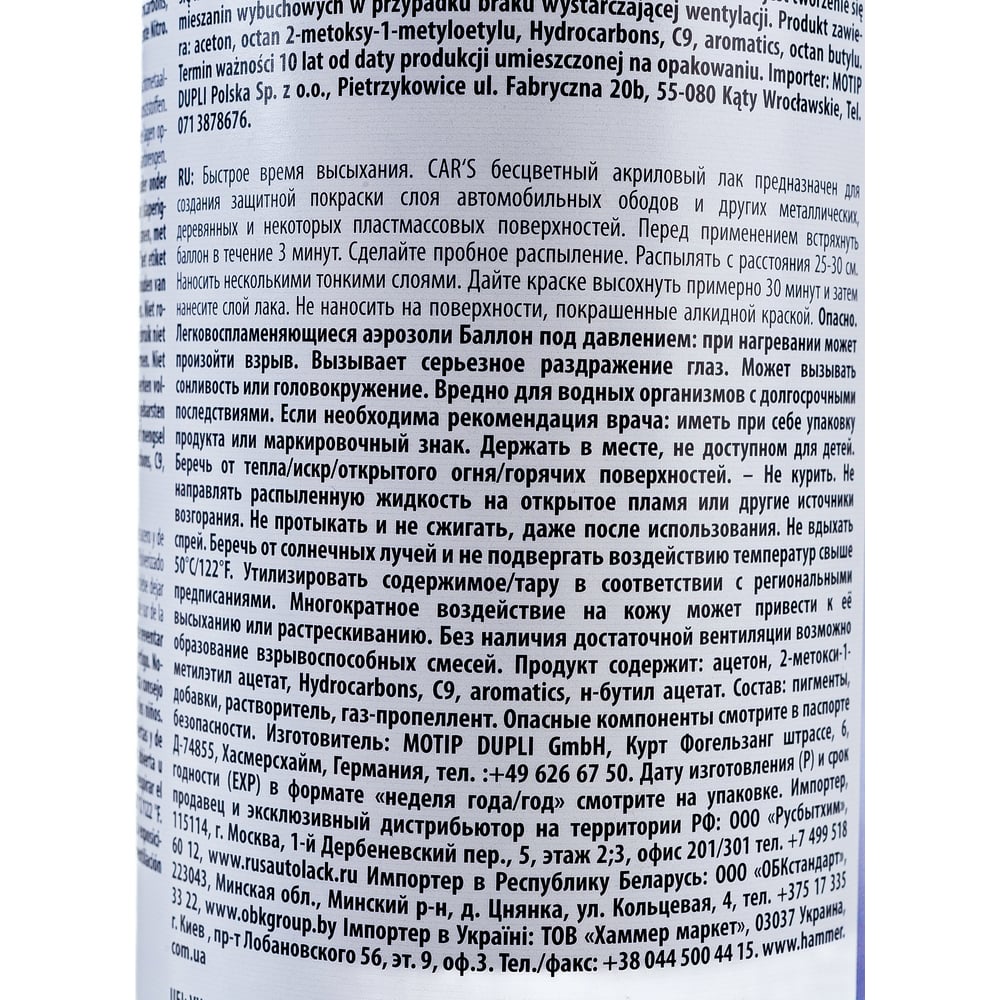 mieszanin wybuchowych w przypadku braku wystarczającej wentylacji. Produkt zawie-
ra: aceton, octan 2-metoksy-1-metyloetylu, Hydrocarbons, C9, aromatics, octan butylu.
Termin ważności 10 lat od daty produkcji umieszczonej na opakowaniu. Importer: MOTIP
DUPLI Polska Sp. z o.o., Pietrzykowice ul. Fabryczna 20b, 55-080 Kąty Wrocławskie, Tel.
071 3878676.
RU: Быстрое время высыхания. CAR'S бесцветный акриловый лак предназначен для
создания защитной покраски слоя автомобильных ободов и других металлических,
деревянных и некоторых пластмассовых поверхностей. Перед применением встряхнуть
баллон в течение 3 минут. Сделайте пробное распыление. Распылять с расстояния 25-30 см.
Наносить несколькими тонкими слоями. Дайте краске высохнуть примерно 30 минут и затем
нанесите слой лака. Не наносить на поверхности, покрашенные алкидной краской. Опасно.
Легковоспламеняющиеся аэрозоли Баллон под давлением: при нагревании может
произойти взрыв. Вызывает серьезное раздражение глаз. Может вызывать
сонливость или головокружение. Вредно для водных организмов с долгосрочными
последствиями. Если необходима рекомендация врача: иметь при себе упаковку
продукта или маркировочный знак. Держать в месте, не доступном для детей.
Беречь от тепла/искр/открытого огня/горячих поверхностей. – Не курить. Не
направлять распыленную жидкость на открытое пламя или другие источники
возгорания. Не протыкать и не сжигать, даже после использования. Не вдыхать
спрей. Беречь от солнечных лучей и не подвергать воздействию температур свыше
50°C/122°F. Утилизировать содержимое/тару в соответствии с региональными
предписаниями. Многократное воздействие на кожу может привести к её
высыханию или растрескиванию. Без наличия достаточной вентиляции возможно
образование взрывоспособных смесей. Продукт содержит: ацетон, 2-метокси-1-
метилэтил ацетат, Hydrocarbons, C9, aromatics, н-бутил ацетат. Состав: пигменты,
добавки, растворитель, газ-пропеллент. Опасные компоненты смотрите в паспорте
безопасности. Изготовитель: MOTIP DUPLI GmbH, Курт Фогельзанг штрассе, 6,
Д-74855, Хасмерсхайм, Германия, тел. :+49 626 67 50. Дату изготовления (P) и срок
годности (EXP) в формате «неделя года/год» смотрите на упаковке. Импортер,
продавец и эксклюзивный дистрибьютор на территории РФ: ООО «Русбытхим»,
115114, г. Москва, 1-й Дербеневский пер., 5, этаж 2;3, офис 201/301 тел. +7 499 518
60 12, www.rusautolack.ru Импортер в Республику Беларусь: ООО «ОБКстандарт»,
223043, Минская обл., Минский р-н, д. Цнянка, ул. Кольцевая, 4, тел. +375 17 335
33 22, www.obkgroup.by Імпортер в Україні: ТОВ «Хаммер маркет», 03037 Украина,
г. Киев , пр-т Лобановского 56, эт. 9, оф.3. Тел./факс: +38 044 500 44 15. www.hammer.
com.ua